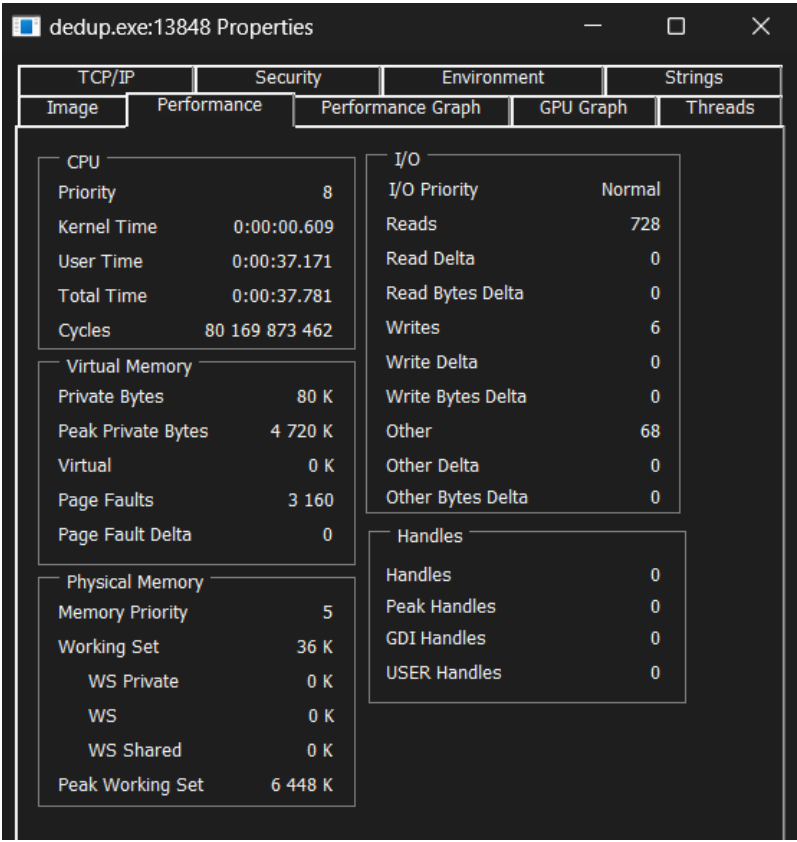 dedup.exe:13848 Properties
TCP/IP Security Environment Strings
Image Performance Performance Graph GPU Graph Threads
CPU
Priority 8
Kernel Time 0:00:00.609
User Time 0:00:37.171
Total Time 0:00:37.781
Cycles 80 169 873 462
Virtual Memory
Private Bytes 80 K
Peak Private Bytes 4 720 K
Virtual 0 K
Page Faults 3 160
Page Fault Delta 0
Physical Memory
Memory Priority 5
Working Set 36 K
WS Private 0 K
WS 0 K
WS Shared 0 K
Peak Working Set 6 448 K
I/O
I/O Priority Normal
Reads 728
Read Delta 0
Read Bytes Delta 0
Writes 6
Write Delta 0
Write Bytes Delta 0
Other 68
Other Delta 0
Other Bytes Delta 0
Handles
Handles 0
Peak Handles 0
GDI Handles 0
USER Handles 0